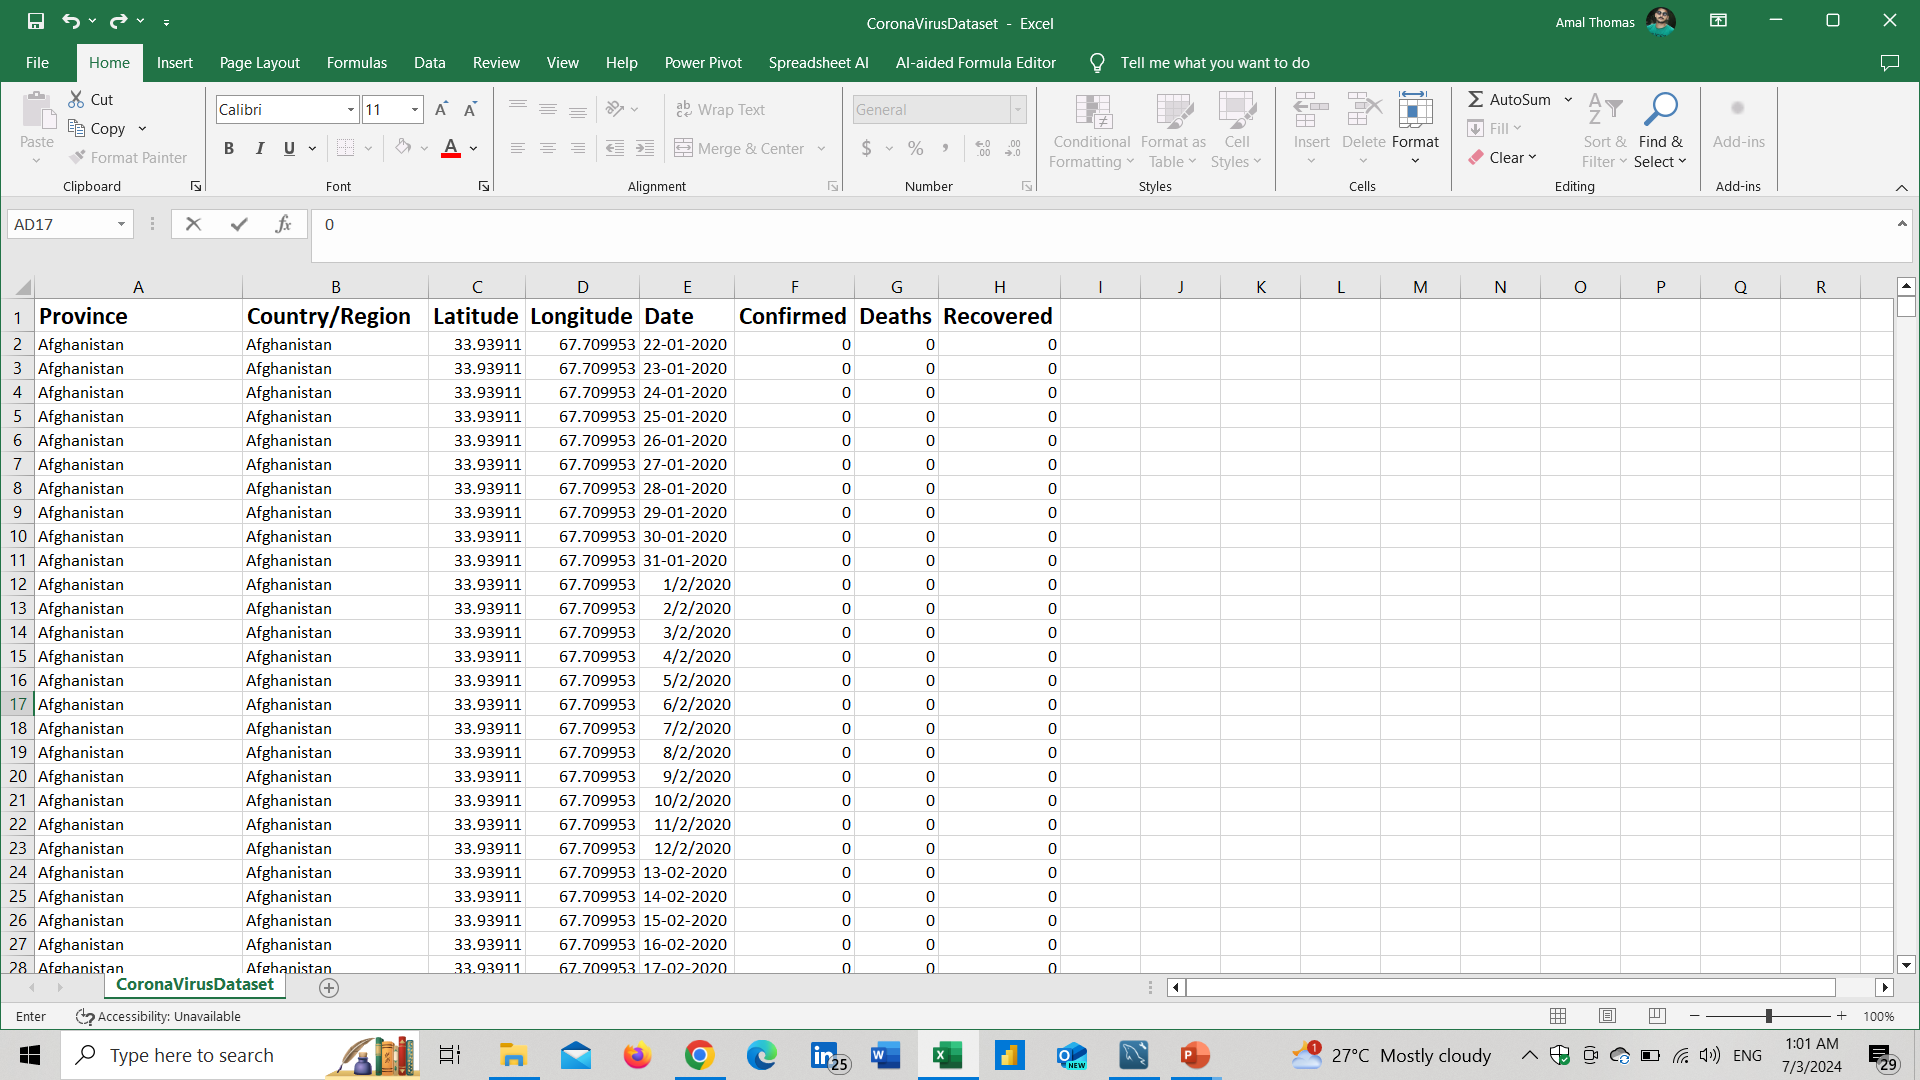 CoronaVirusDataset - Excel
Amal Thomas
File Home Insert Page Layout Formulas Data Review View Help Power Pivot Spreadsheet AI AI-aided Formula Editor Tell me what you want to do
Paste
Cut
Copy
Format Painter
Clipboard
Calibri 11
B I U
Font
Wrap Text
Merge & Center
Alignment
General
$ % ,
Number
Conditional Formatting
Format as Table
Cell Styles
Styles
Insert Delete Format
Cells
AutoSum
Fill
Clear
Sort & Filter
Find & Select
Editing
Add-ins
Add-ins
AD17 fx 0
A B C D E F G H I J K L M N O P Q R
1 Province Country/Region Latitude Longitude Date Confirmed Deaths Recovered
2 Afghanistan Afghanistan 33.93911 67.709953 22-01-2020 0 0 0
3 Afghanistan Afghanistan 33.93911 67.709953 23-01-2020 0 0 0
4 Afghanistan Afghanistan 33.93911 67.709953 24-01-2020 0 0 0
5 Afghanistan Afghanistan 33.93911 67.709953 25-01-2020 0 0 0
6 Afghanistan Afghanistan 33.93911 67.709953 26-01-2020 0 0 0
7 Afghanistan Afghanistan 33.93911 67.709953 27-01-2020 0 0 0
8 Afghanistan Afghanistan 33.93911 67.709953 28-01-2020 0 0 0
9 Afghanistan Afghanistan 33.93911 67.709953 29-01-2020 0 0 0
10 Afghanistan Afghanistan 33.93911 67.709953 30-01-2020 0 0 0
11 Afghanistan Afghanistan 33.93911 67.709953 31-01-2020 0 0 0
12 Afghanistan Afghanistan 33.93911 67.709953 1/2/2020 0 0 0
13 Afghanistan Afghanistan 33.93911 67.709953 2/2/2020 0 0 0
14 Afghanistan Afghanistan 33.93911 67.709953 3/2/2020 0 0 0
15 Afghanistan Afghanistan 33.93911 67.709953 4/2/2020 0 0 0
16 Afghanistan Afghanistan 33.93911 67.709953 5/2/2020 0 0 0
17 Afghanistan Afghanistan 33.93911 67.709953 6/2/2020 0 0 0
18 Afghanistan Afghanistan 33.93911 67.709953 7/2/2020 0 0 0
19 Afghanistan Afghanistan 33.93911 67.709953 8/2/2020 0 0 0
20 Afghanistan Afghanistan 33.93911 67.709953 9/2/2020 0 0 0
21 Afghanistan Afghanistan 33.93911 67.709953 10/2/2020 0 0 0
22 Afghanistan Afghanistan 33.93911 67.709953 11/2/2020 0 0 0
23 Afghanistan Afghanistan 33.93911 67.709953 12/2/2020 0 0 0
24 Afghanistan Afghanistan 33.93911 67.709953 13-02-2020 0 0 0
25 Afghanistan Afghanistan 33.93911 67.709953 14-02-2020 0 0 0
26 Afghanistan Afghanistan 33.93911 67.709953 15-02-2020 0 0 0
27 Afghanistan Afghanistan 33.93911 67.709953 16-02-2020 0 0 0
28 Afghanistan Afghanistan 33.93911 67.709953 17-02-2020 0 0 0
CoronaVirusDataset
Enter Accessibility: Unavailable 100%
Type here to search
25
NEW
1
27°C Mostly cloudy
ENG
1:01 AM
7/3/2024
29